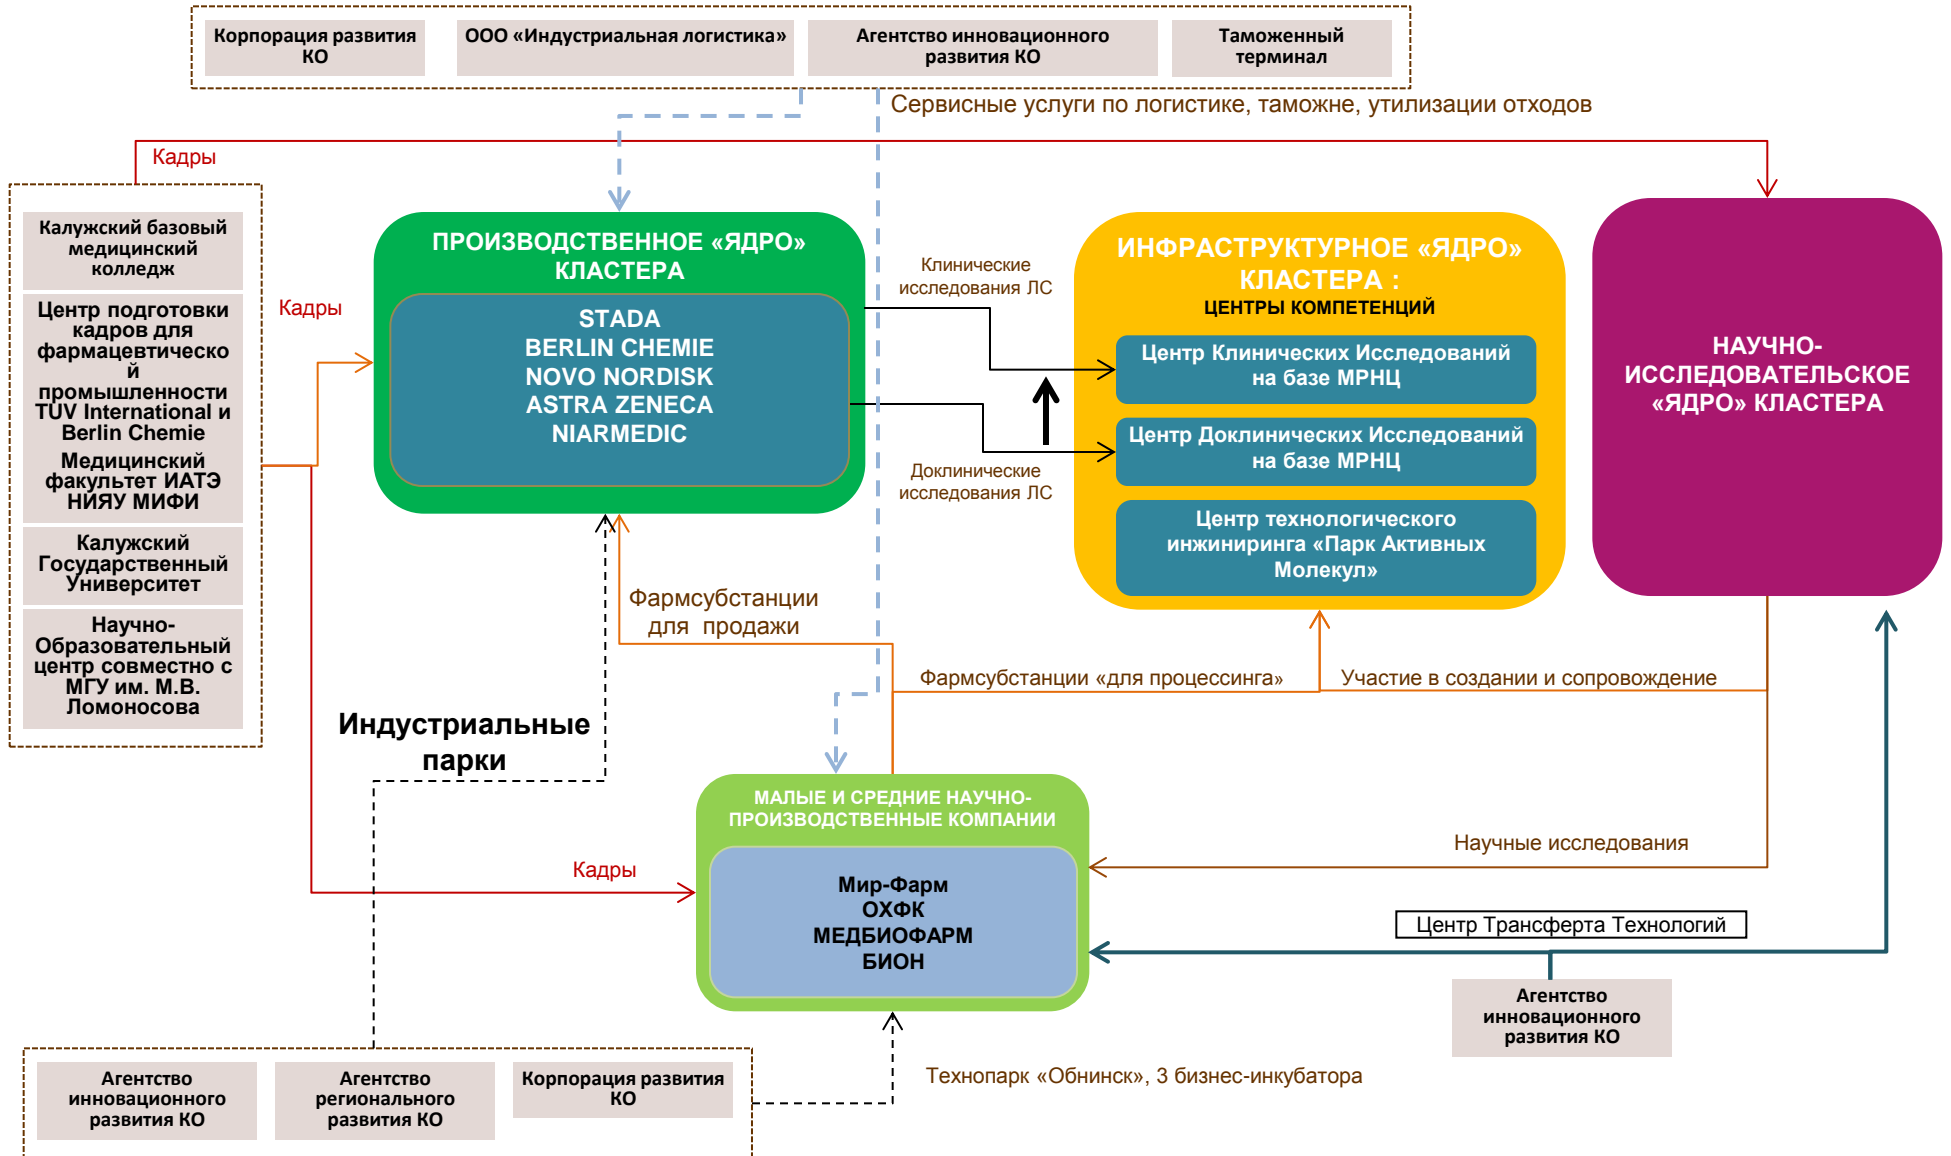 Корпорация развития
КО
ООО «Индустриальная логистика»
Агентство инновационного
развития КО
Таможенный
терминал
Сервисные услуги по логистике, таможне, утилизации отходов
Кадры
Калужский базовый
медицинский
колледж
Центр подготовки
кадров для
фармацевтическо
й
промышленности
TUV International и
Berlin Chemie
Медицинский
факультет ИАТЭ
НИЯУ МИФИ
Калужский
Государственный
Университет
Научно-
Образовательный
центр совместно с
МГУ им. М.В.
Ломоносова
Кадры
ПРОИЗВОДСТВЕННОЕ «ЯДРО»
КЛАСТЕРА
STADA
BERLIN CHEMIE
NOVO NORDISK
ASTRA ZENECA
NIARMEDIC
Клинические
исследования ЛС
Доклинические
исследования ЛС
ИНФРАСТРУКТУРНОЕ «ЯДРО»
КЛАСТЕРА :
ЦЕНТРЫ КОМПЕТЕНЦИЙ
Центр Клинических Исследований
на базе МРНЦ
Центр Доклинических Исследований
на базе МРНЦ
Центр технологического
инжиниринга «Парк Активных
Молекул»
НАУЧНО-
ИССЛЕДОВАТЕЛЬСКОЕ
«ЯДРО» КЛАСТЕРА
Фармсубстанции
для продажи
Фармсубстанции «для процессинга»
Участие в создании и сопровождение
Индустриальные
парки
МАЛЫЕ И СРЕДНИЕ НАУЧНО-
ПРОИЗВОДСТВЕННЫЕ КОМПАНИИ
Мир-Фарм
ОХФК
МЕДБИОФАРМ
БИОН
Кадры
Научные исследования
Центр Трансферта Технологий
Агентство
инновационного
развития КО
Агентство
инновационного
развития КО
Агентство
регионального
развития КО
Корпорация развития
КО
Технопарк «Обнинск», 3 бизнес-инкубатора